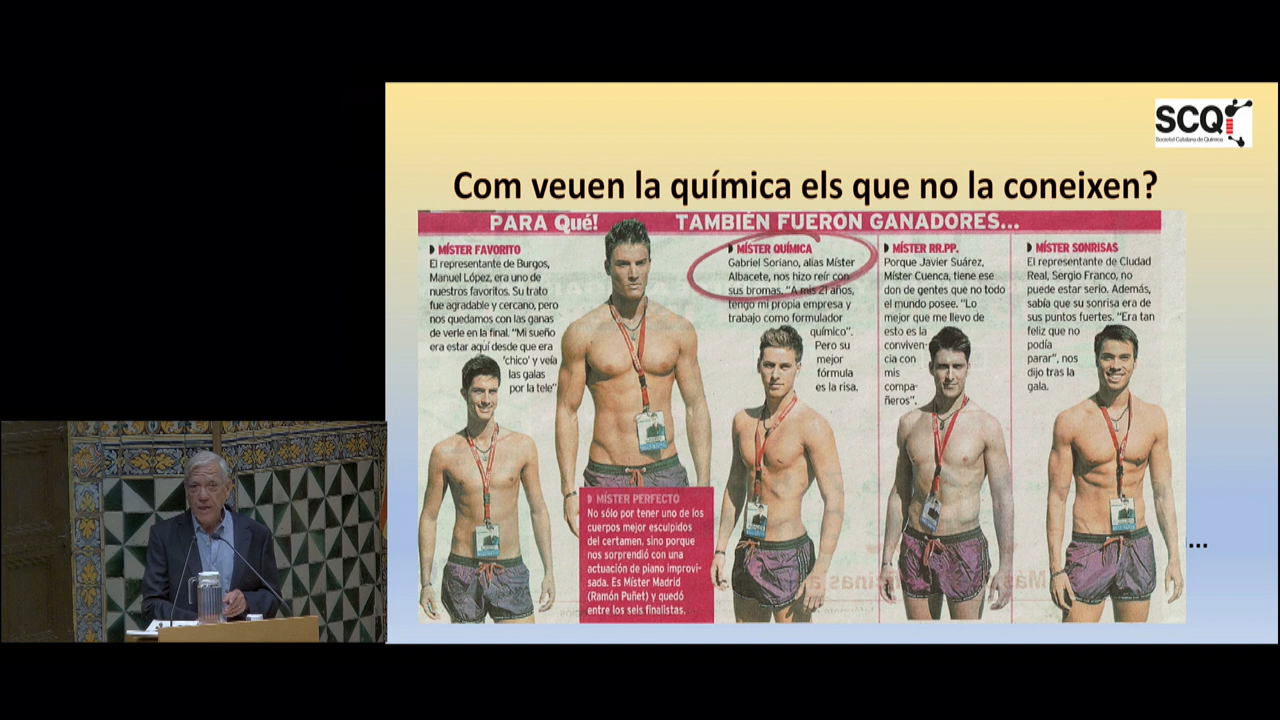 SCQ
Societat Catalana de Química
Com veuen la química els que no la coneixen?
PARA Qué!
TAMBIÉN FUERON GANADORES...
MÍSTER FAVORITO
El representante de Burgos,
Manuel López, era uno de
nuestros favoritos. Su trato
fue agradable y cercano, pero
nos quedamos con las ganas
de verle en la final. “Mi sueño
era estar aquí desde que era
‘chico’ y veía
las galas
por la tele”
MÍSTER PERFECTO
No sólo por tener uno de los
cuerpos mejor esculpidos
del certamen, sino porque
nos sorprendió con una
actuación de piano improvi-
sada. Es Míster Madrid
(Ramón Puñet) y quedó
entre los seis finalistas.
MÍSTER QUÍMICA
Gabriel Soriano, alias Míster
Albacete, nos hizo reír con
sus bromas. “A mis 21 años,
tengo mi propia empresa y
trabajo como formulador
químico”.
Pero su
mejor
fórmula
es la risa.
MÍSTER RR.PP.
Porque Javier Suárez,
Míster Cuenca, tiene ese
don de gentes que no todo
el mundo posee. “Lo
mejor que me llevo de
esto es la
conviven-
cia con
mis
compa-
ñeros”.
MÍSTER SONRISAS
El representante de Ciudad
Real, Sergio Franco, no
puede estar serio. Además,
sabía que su sonrisa era de
sus puntos fuertes. “Era tan
feliz que no
podía
parar”, nos
dijo tras la
gala.
...